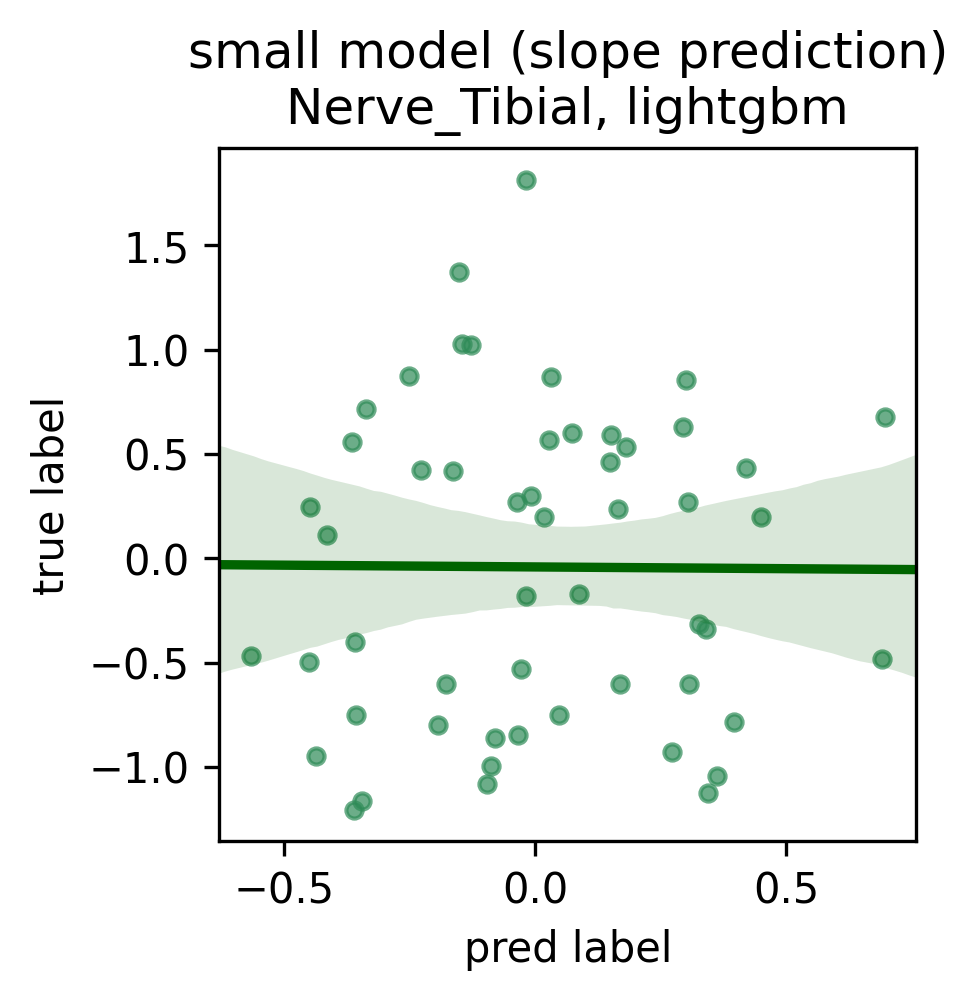 small model (slope prediction)
Nerve_Tibial, lightgbm
1.5
1.0
0.5
0.0
−0.5
−1.0
true label
−0.5 0.0 0.5
pred label